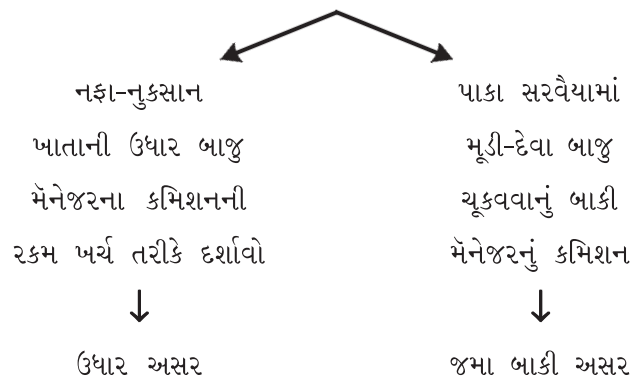 નફા-નુકસાન
ખાતાની ઉધાર બાજુ
મૅનેજરના કમિશનની
રકમ ખર્ચ તરીકે દર્શાવો
ઉધાર અસર
પાકા સરવૈયામાં
મૂડી-દેવા બાજુ
ચૂકવવાનું બાકી
મૅનેજરનું કમિશન
જમા બાકી અસર